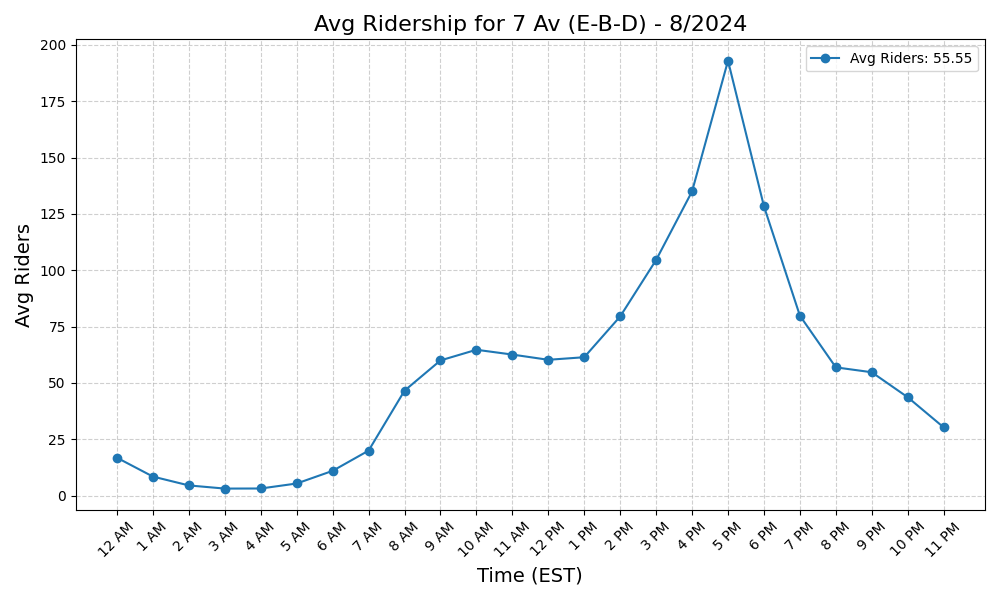 Avg Ridership for 7 Av (E-B-D) - 8/2024
Avg Riders: 55.55
Avg Riders
200
175
150
125
100
75
50
25
0
12 AM
1 AM
2 AM
3 AM
4 AM
5 AM
6 AM
7 AM
8 AM
9 AM
10 AM
11 AM
12 PM
1 PM
2 PM
3 PM
4 PM
5 PM
6 PM
7 PM
8 PM
9 PM
10 PM
11 PM
Time (EST)